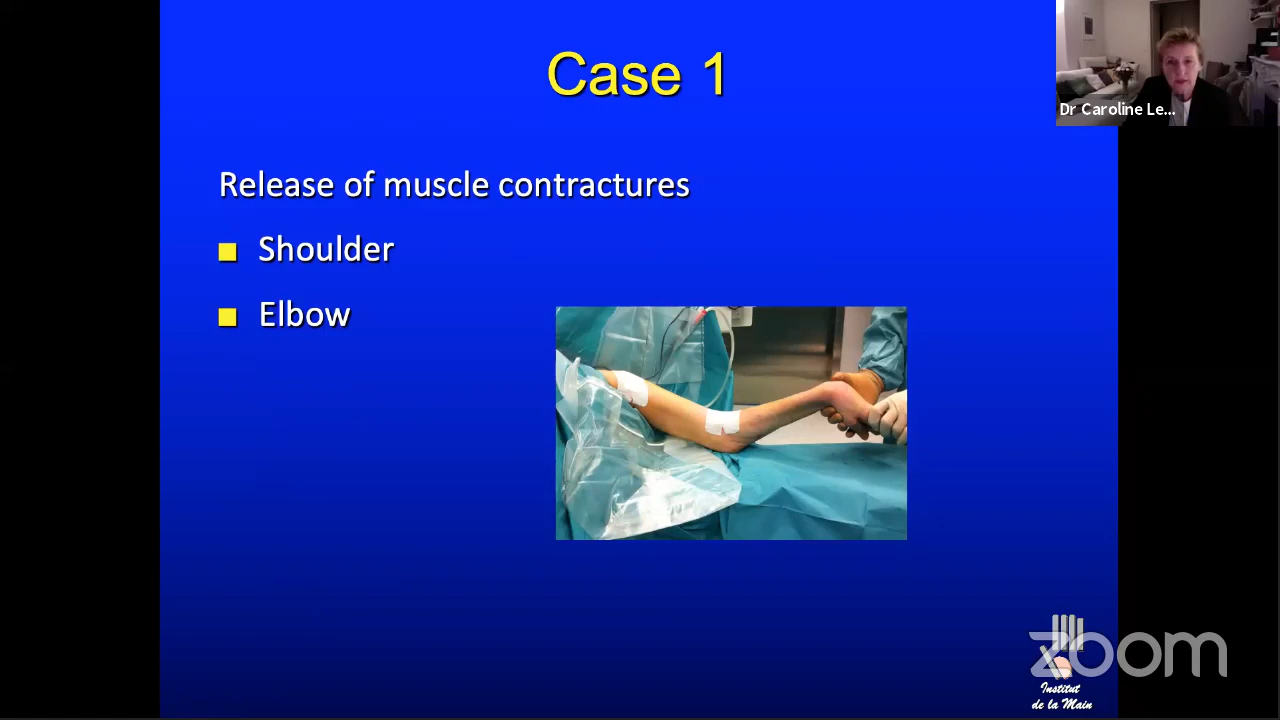 Case 1
Dr Caroline Le...
Release of muscle contractures
Shoulder
Elbow
zoom
Institut
de la Main